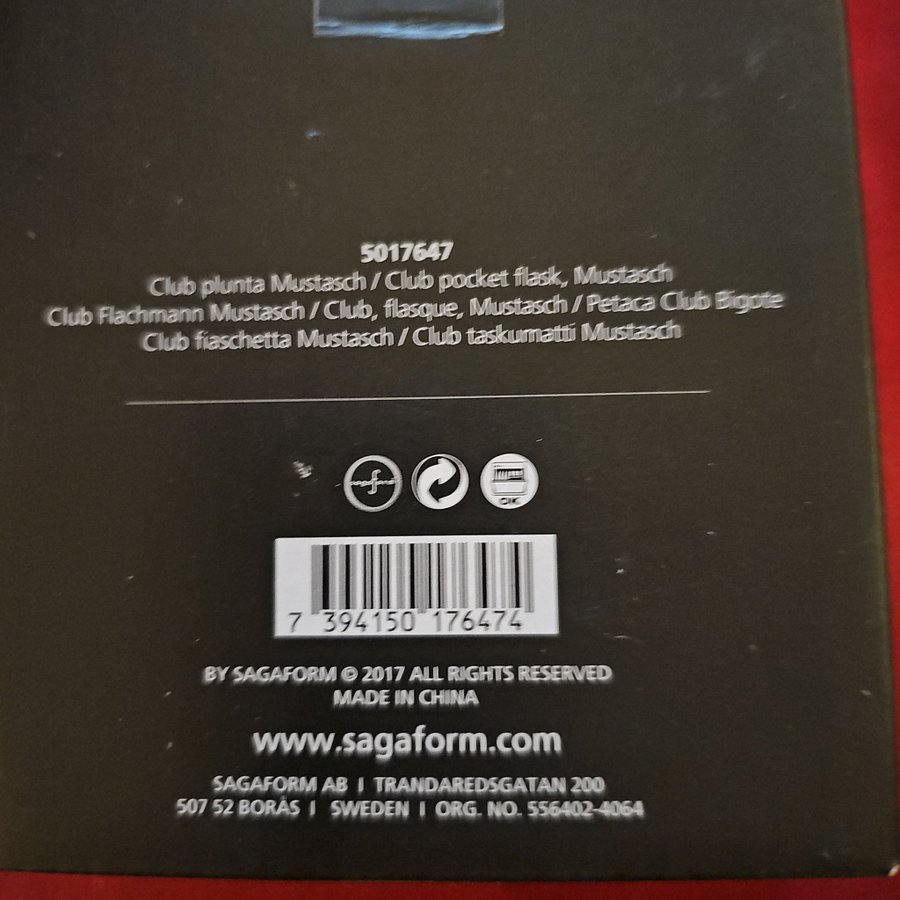 5017647
Club plunta Mustasch / Club pocket flask, Mustasch
Club Flachmann Mustasch / Club, flasque, Mustasch / Petaca Club Bigote
Club fiaschetta Mustasch / Club taskumatti Mustasch
sagaform
OK
7 394150 176474
BY SAGAFORM © 2017 ALL RIGHTS RESERVED
MADE IN CHINA
www.sagaform.com
SAGAFORM AB I TRANDAREDSGATAN 200
507 52 BORÅS I SWEDEN I ORG. NO. 556402-4064